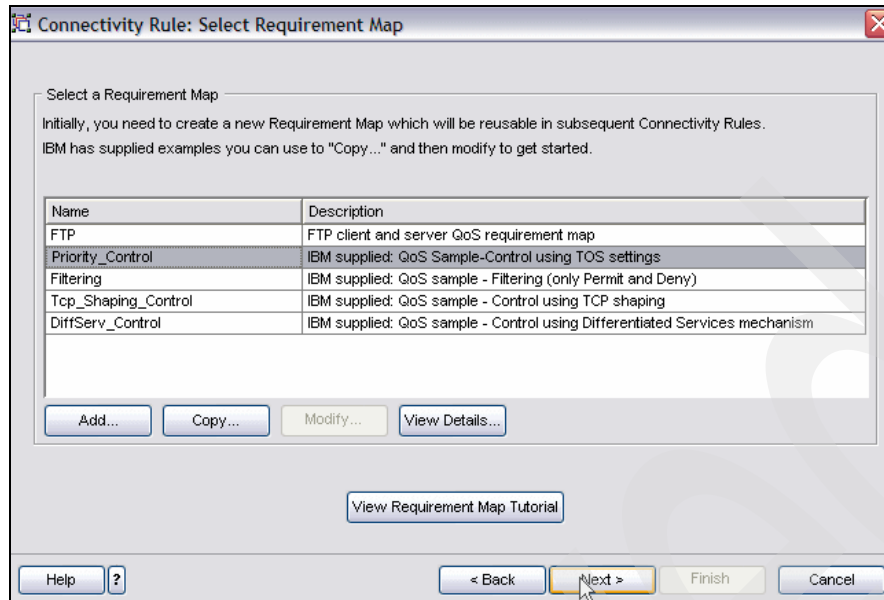 Connectivity Rule: Select Requirement Map
Select a Requirement Map
Initially, you need to create a new Requirement Map which will be reusable in subsequent Connectivity Rules.
IBM has supplied examples you can use to "Copy..." and then modify to get started.
Name Description
FTP FTP client and server QoS requirement map
Priority_Control IBM supplied: QoS Sample-Control using TOS settings
Filtering IBM supplied: QoS sample - Filtering (only Permit and Deny)
Tcp_Shaping_Control IBM supplied: QoS sample - Control using TCP shaping
DiffServ_Control IBM supplied: QoS sample - Control using Differentiated Services mechanism
Add... Copy... Modify... View Details...
View Requirement Map Tutorial
Help ? < Back Next > Finish Cancel